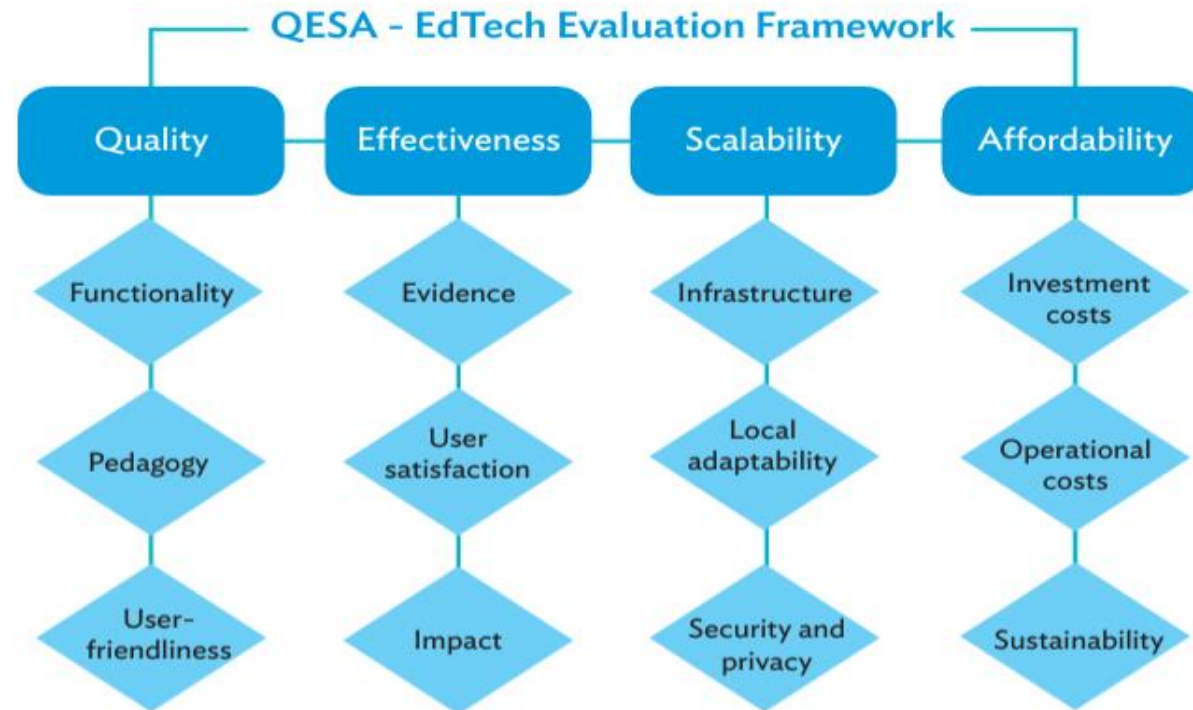 QESA - EdTech Evaluation Framework
Quality
Effectiveness
Scalability
Affordability
Functionality
Evidence
Infrastructure
Investment
costs
Pedagogy
User
satisfaction
Local
adaptability
Operational
costs
User-
friendliness
Impact
Security and
privacy
Sustainability